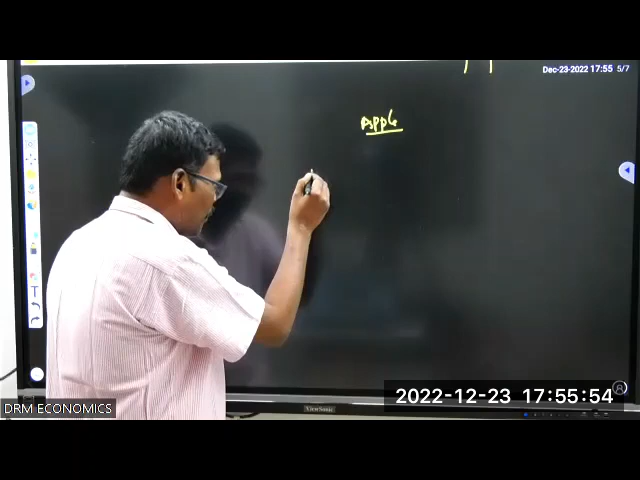 Dec-23-2022 17:55 5/7
APPG
T
2022-12-23 17:55:54
DRM ECONOMICS
ViewSonic